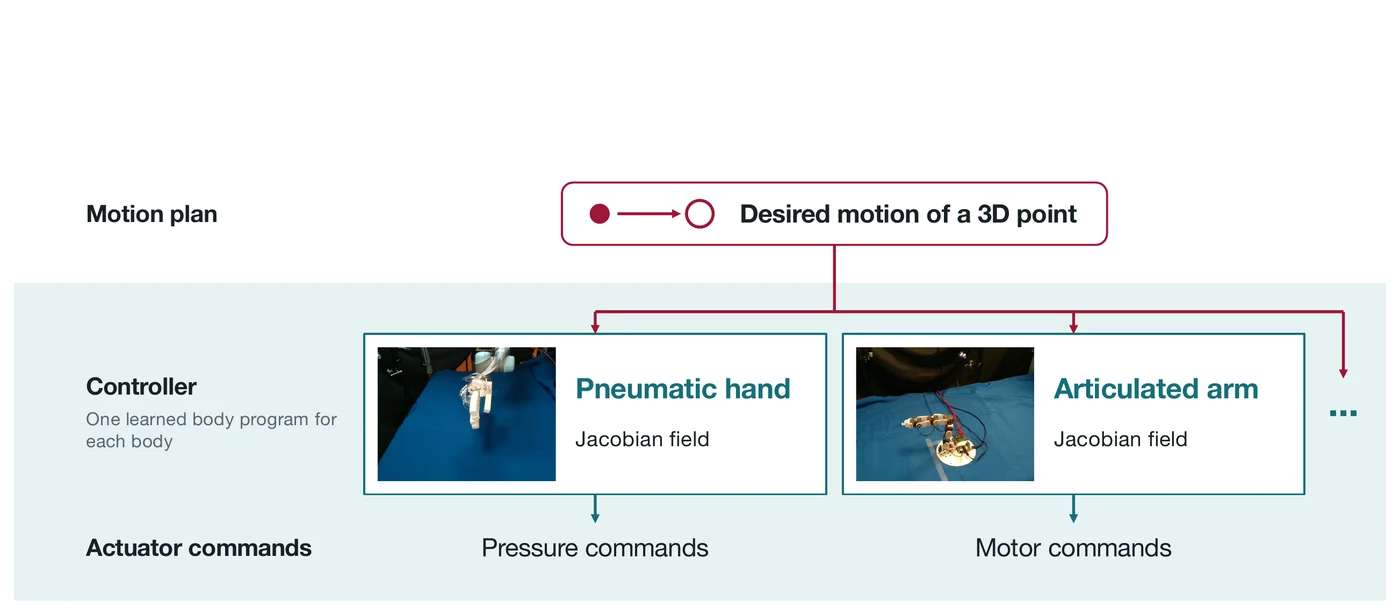 Motion plan
Desired motion of a 3D point
Controller
One learned body program for
each body
Pneumatic hand
Jacobian field
Articulated arm
Jacobian field
...
Actuator commands
Pressure commands
Motor commands